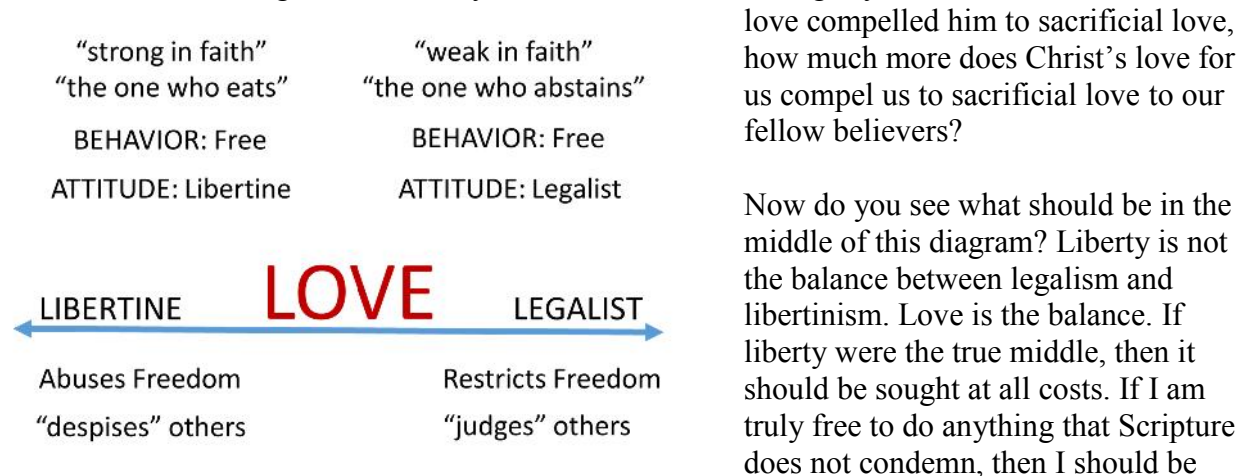 “strong in faith” “weak in faith”
“the one who eats” “the one who abstains”
BEHAVIOR: Free BEHAVIOR: Free
ATTITUDE: Libertine ATTITUDE: Legalist
LIBERTINE LOVE LEGALIST
Abuses Freedom Restricts Freedom
“despises” others “judges” others
love compelled him to sacrificial love,
how much more does Christ’s love for
us compel us to sacrificial love to our
fellow believers?
Now do you see what should be in the
middle of this diagram? Liberty is not
the balance between legalism and
libertinism. Love is the balance. If
liberty were the true middle, then it
should be sought at all costs. If I am
truly free to do anything that Scripture
does not condemn, then I should be